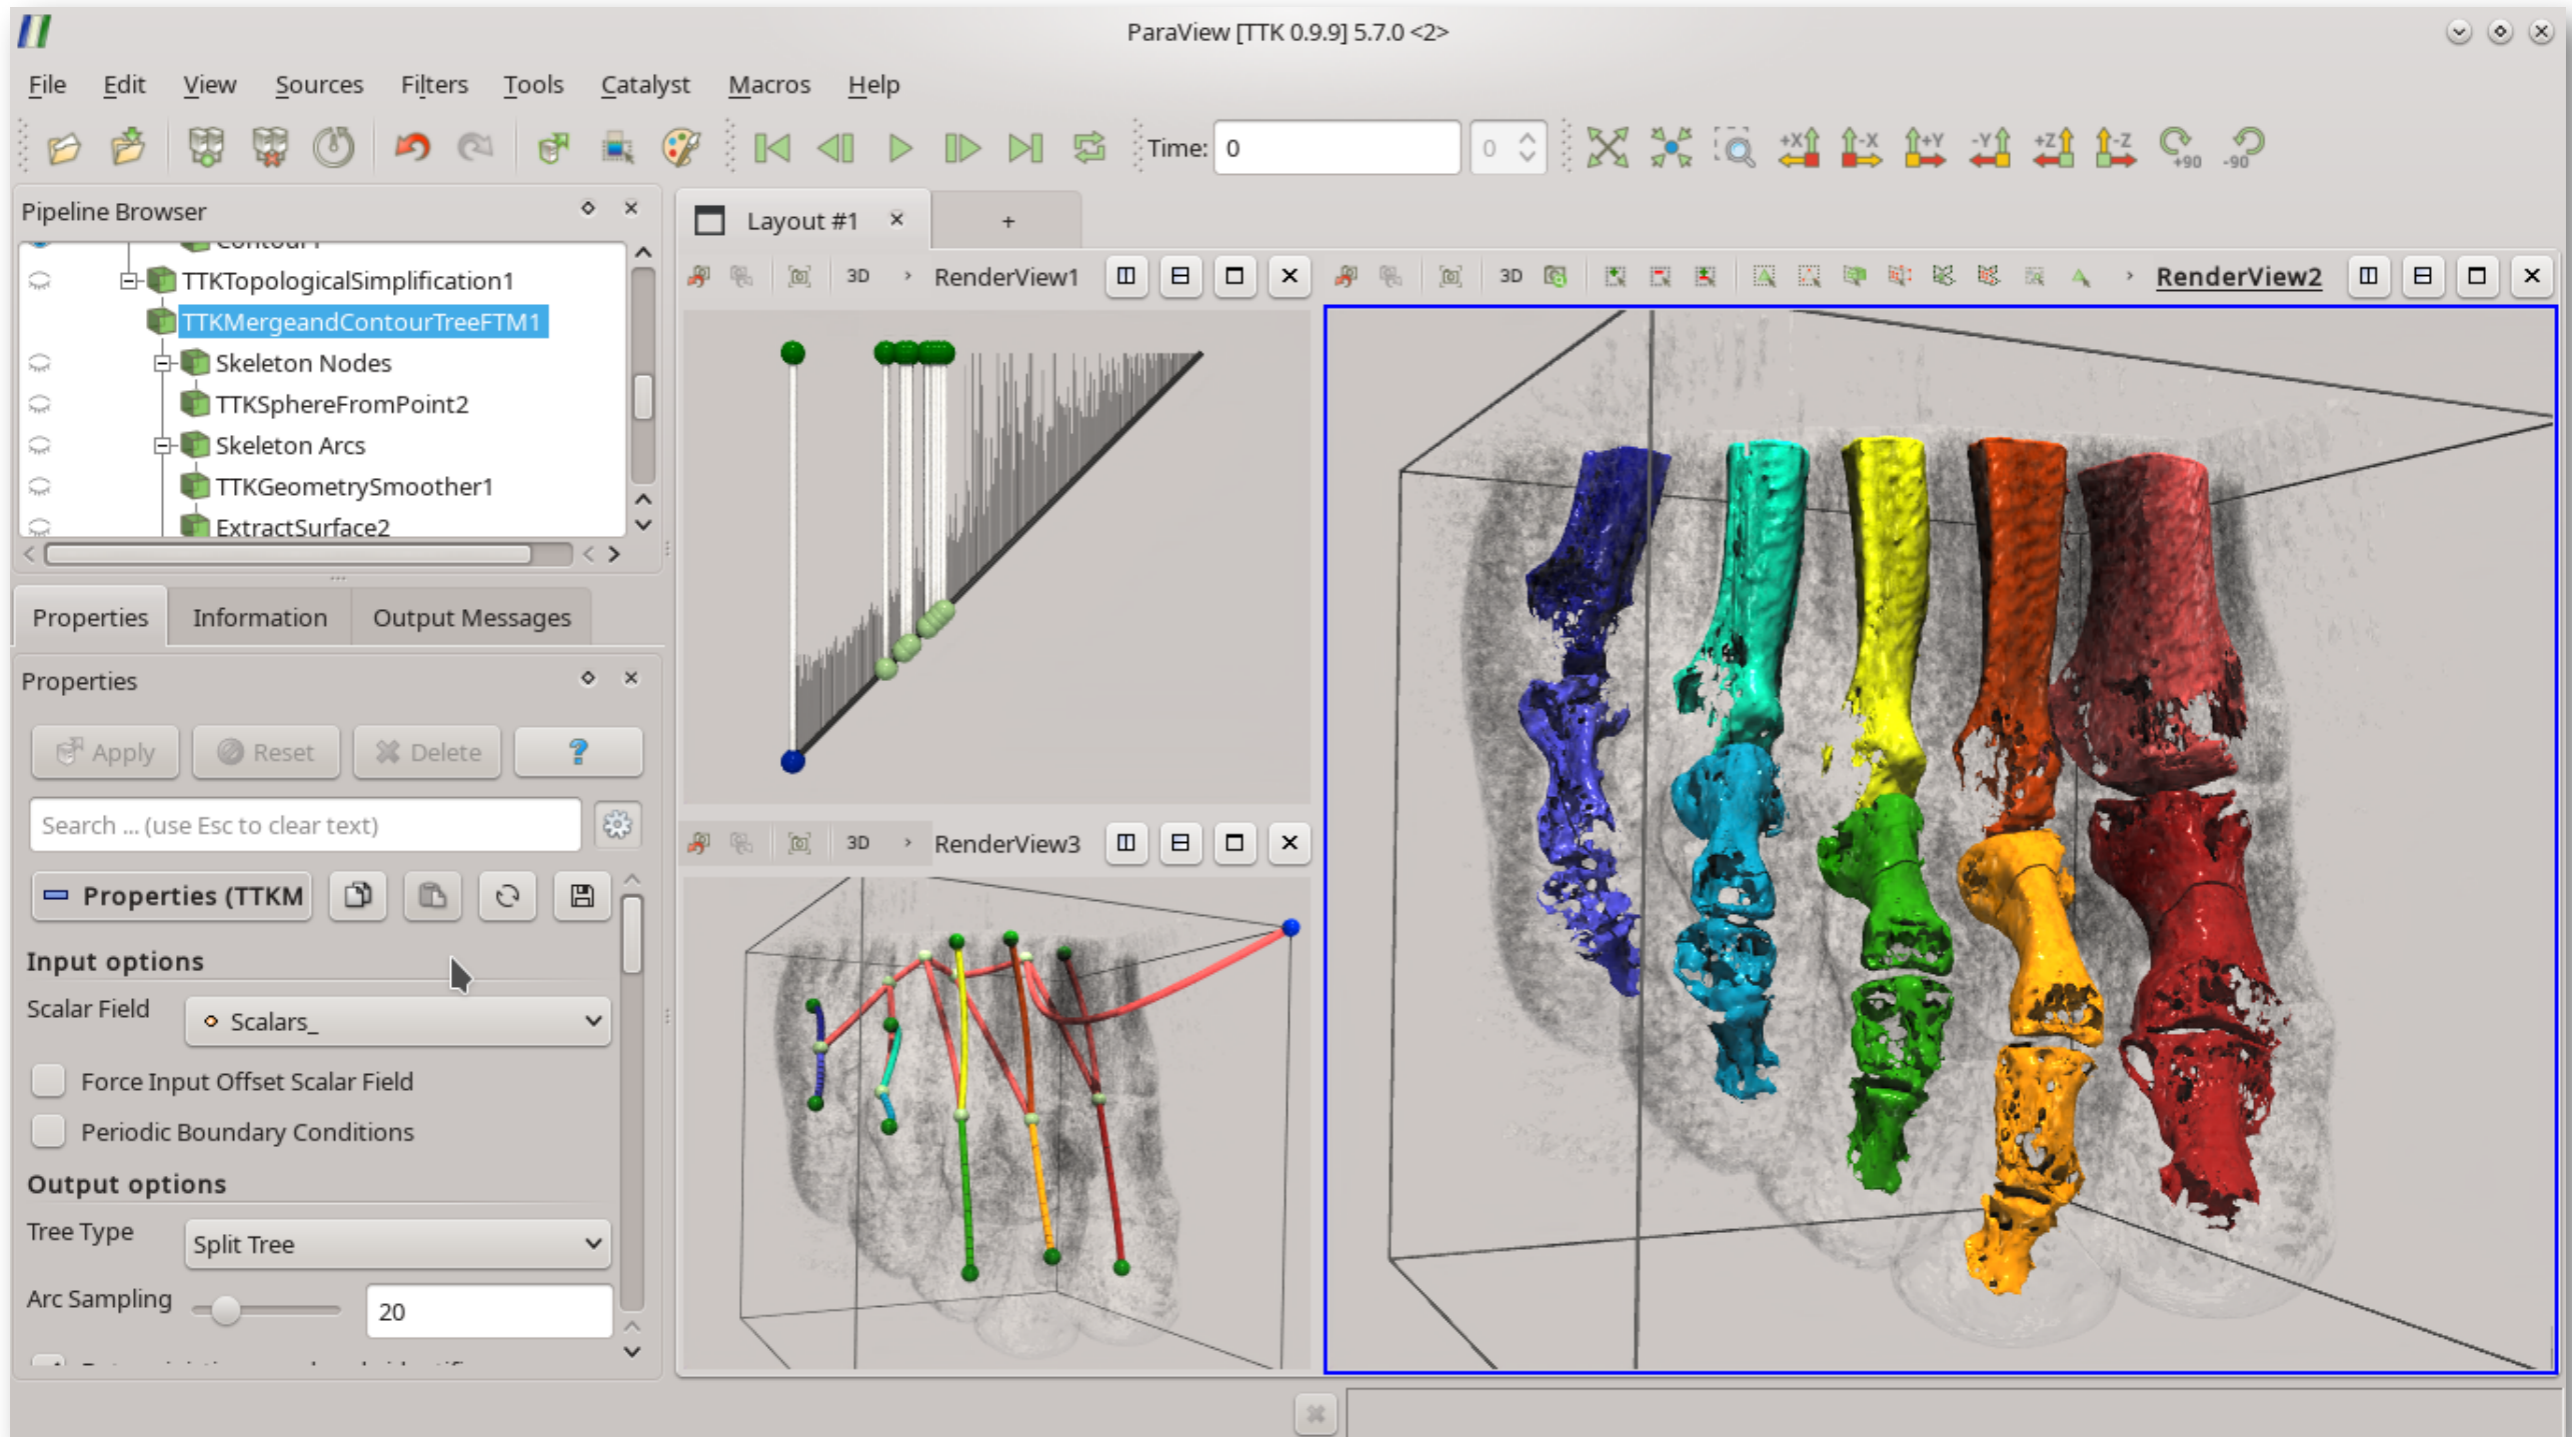 ParaView [TTK 0.9.9] 5.7.0 <2>
File Edit View Sources Filters Tools Catalyst Macros Help
Time: 0 0 +X -X +Y -Y +Z -Z +90 -90
Pipeline Browser
Contour1
TTKTopologicalSimplification1
TTKMergeandContourTreeFTM1
Skeleton Nodes
TTKSphereFromPoint2
Skeleton Arcs
TTKGeometrySmoother1
ExtractSurface2
Properties Information Output Messages
Properties
Apply Reset Delete ?
Search ... (use Esc to clear text)
Properties (TTKM
Input options
Scalar Field Scalars_
Force Input Offset Scalar Field
Periodic Boundary Conditions
Output options
Tree Type Split Tree
Arc Sampling 20
Layout #1 +
3D RenderView1
3D RenderView2
3D RenderView3